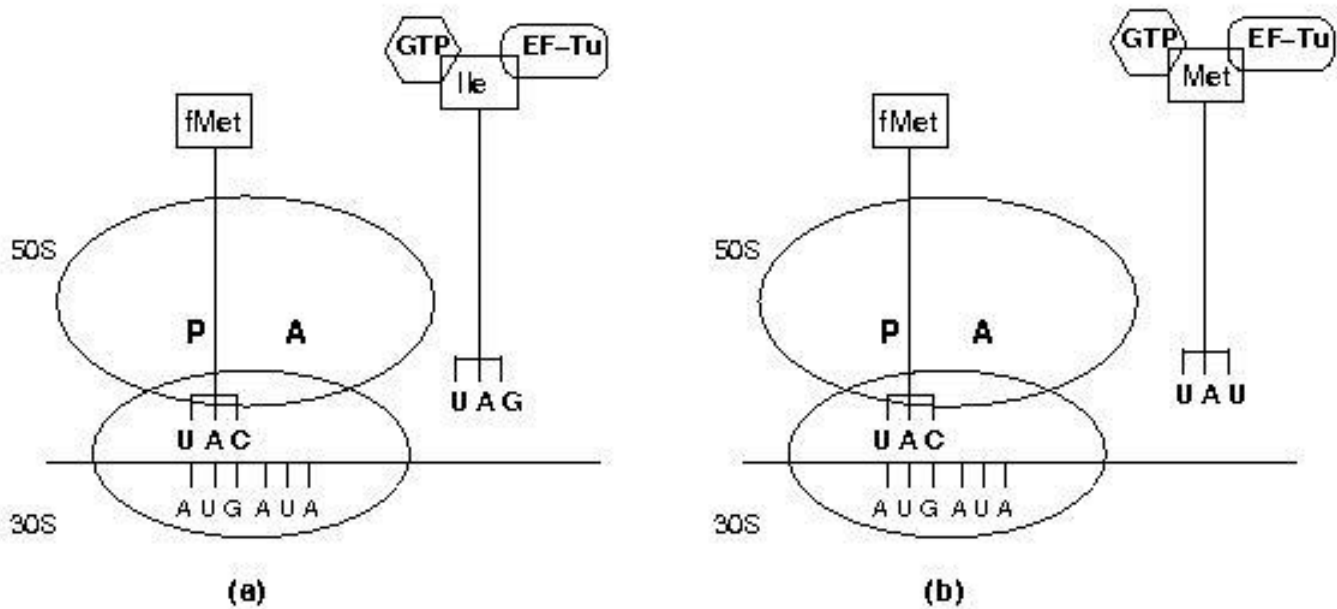 GTP EF–Tu
Ile
fMet
50S
P A
U A G
U A C
A U G A U A
30S
(a)
GTP EF–Tu
Met
fMet
50S
P A
U A U
U A C
A U G A U A
30S
(b)